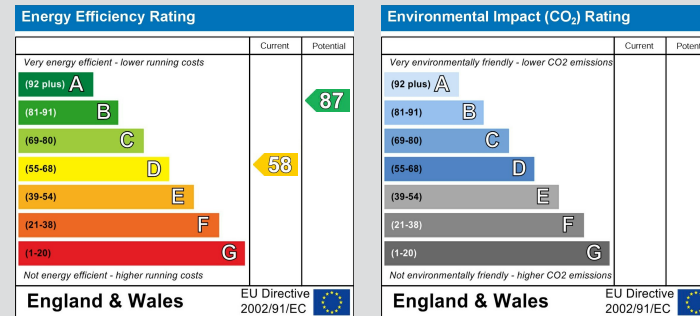 Energy Efficiency Rating
Current Potential
Very energy efficient - lower running costs
(92 plus) A
(81-91) B
(69-80) C
(55-68) D
(39-54) E
(21-38) F
(1-20) G
87
58
Not energy efficient - higher running costs
England & Wales
EU Directive
2002/91/EC
Environmental Impact (CO₂) Rating
Current Potent
Very environmentally friendly - lower CO2 emissions
(92 plus) A
(81-91) B
(69-80) C
(55-68) D
(39-54) E
(21-38) F
(1-20) G
Not environmentally friendly - higher CO2 emissions
England & Wales
EU Directive
2002/91/EC